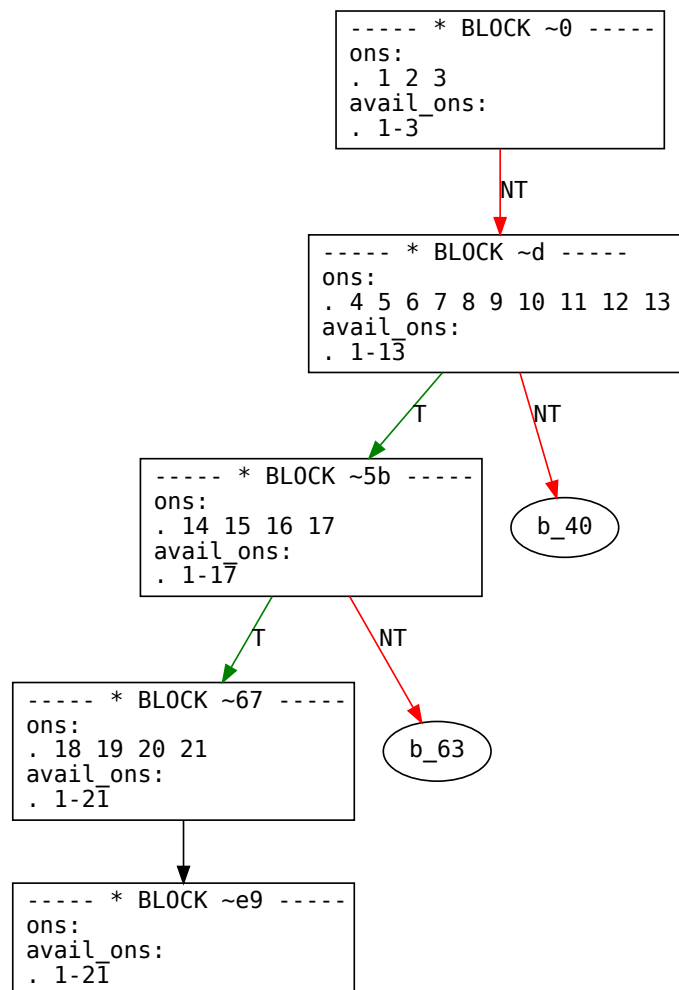 ----- * BLOCK ~0 -----
ons:
. 1 2 3
avail_ons:
. 1-3
NT
----- * BLOCK ~d -----
ons:
. 4 5 6 7 8 9 10 11 12 13
avail_ons:
. 1-13
T
NT
----- * BLOCK ~5b -----
ons:
. 14 15 16 17
avail_ons:
. 1-17
b_40
T
NT
----- * BLOCK ~67 -----
ons:
. 18 19 20 21
avail_ons:
. 1-21
b_63
----- * BLOCK ~e9 -----
ons:
avail_ons:
. 1-21